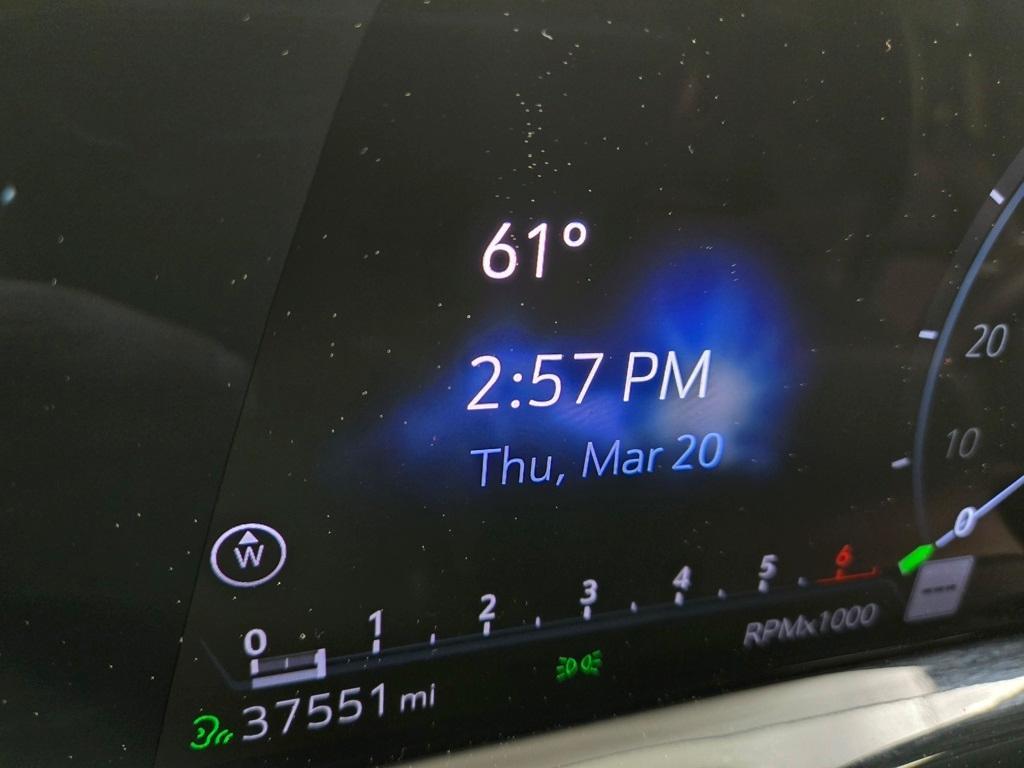 61°
2:57 PM
Thu, Mar 20
20
10
0
W
0 1 2 3 4 5 6
RPMx1000
---
37551 mi